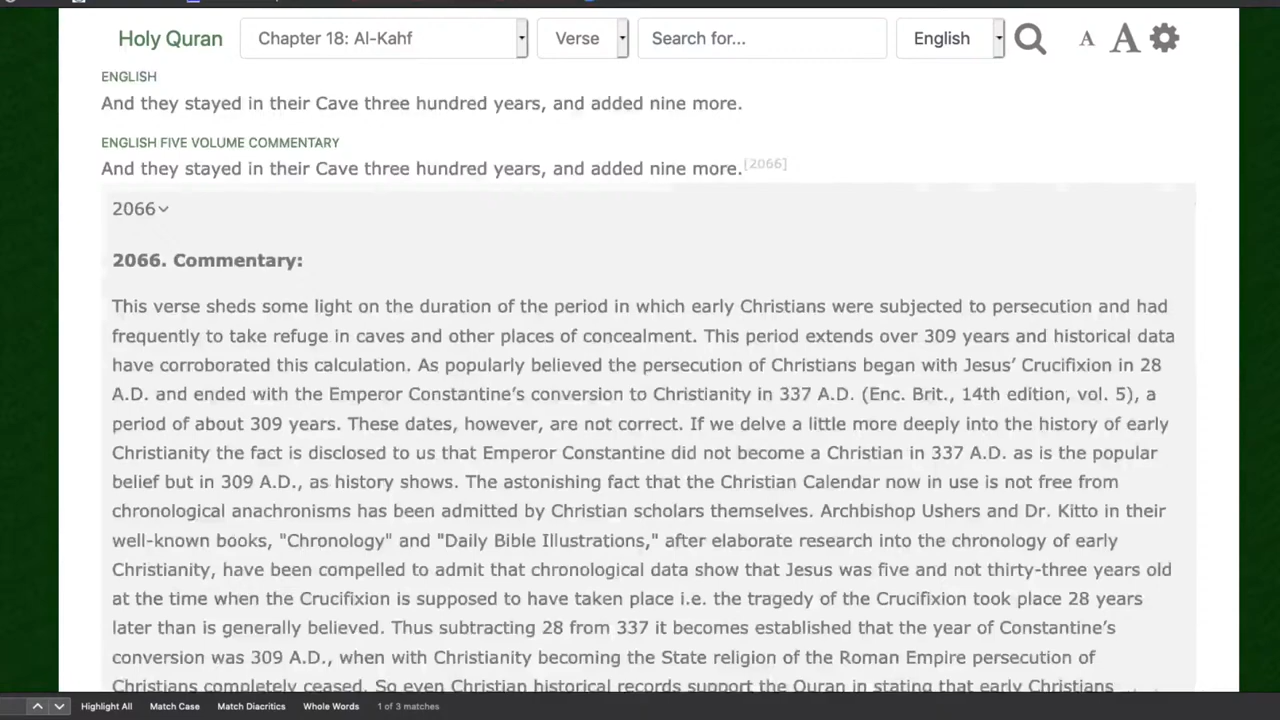 Holy Quran Chapter 18: Al-Kahf Verse Search for... English A A
ENGLISH
And they stayed in their Cave three hundred years, and added nine more.
ENGLISH FIVE VOLUME COMMENTARY
And they stayed in their Cave three hundred years, and added nine more.[2066]
2066
2066. Commentary:
This verse sheds some light on the duration of the period in which early Christians were subjected to persecution and had
frequently to take refuge in caves and other places of concealment. This period extends over 309 years and historical data
have corroborated this calculation. As popularly believed the persecution of Christians began with Jesus’ Crucifixion in 28
A.D. and ended with the Emperor Constantine’s conversion to Christianity in 337 A.D. (Enc. Brit., 14th edition, vol. 5), a
period of about 309 years. These dates, however, are not correct. If we delve a little more deeply into the history of early
Christianity the fact is disclosed to us that Emperor Constantine did not become a Christian in 337 A.D. as is the popular
belief but in 309 A.D., as history shows. The astonishing fact that the Christian Calendar now in use is not free from
chronological anachronisms has been admitted by Christian scholars themselves. Archbishop Ushers and Dr. Kitto in their
well-known books, "Chronology" and "Daily Bible Illustrations," after elaborate research into the chronology of early
Christianity, have been compelled to admit that chronological data show that Jesus was five and not thirty-three years old
at the time when the Crucifixion is supposed to have taken place i.e. the tragedy of the Crucifixion took place 28 years
later than is generally believed. Thus subtracting 28 from 337 it becomes established that the year of Constantine’s
conversion was 309 A.D., when with Christianity becoming the State religion of the Roman Empire persecution of
Christians completely ceased. So even Christian historical records support the Quran in stating that early Christians
Highlight All Match Case Match Diacritics Whole Words 1 of 3 matches